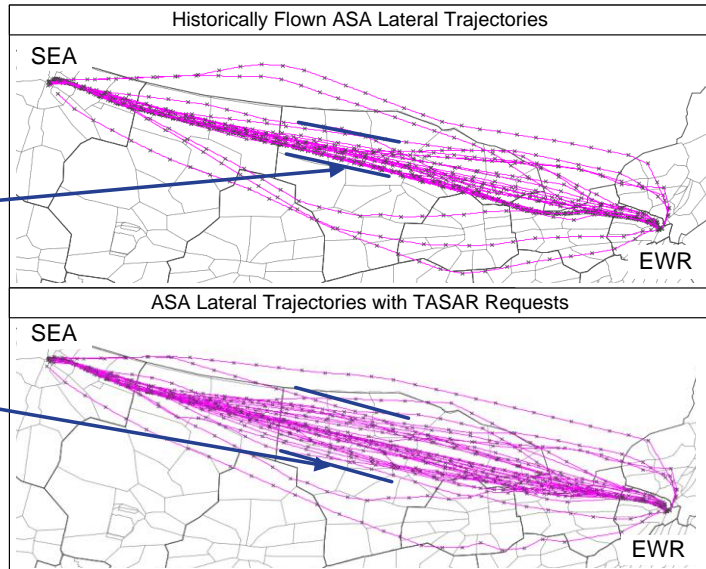 Historically Flown ASA Lateral Trajectories
SEA
EWR
ASA Lateral Trajectories with TASAR Requests
SEA
EWR